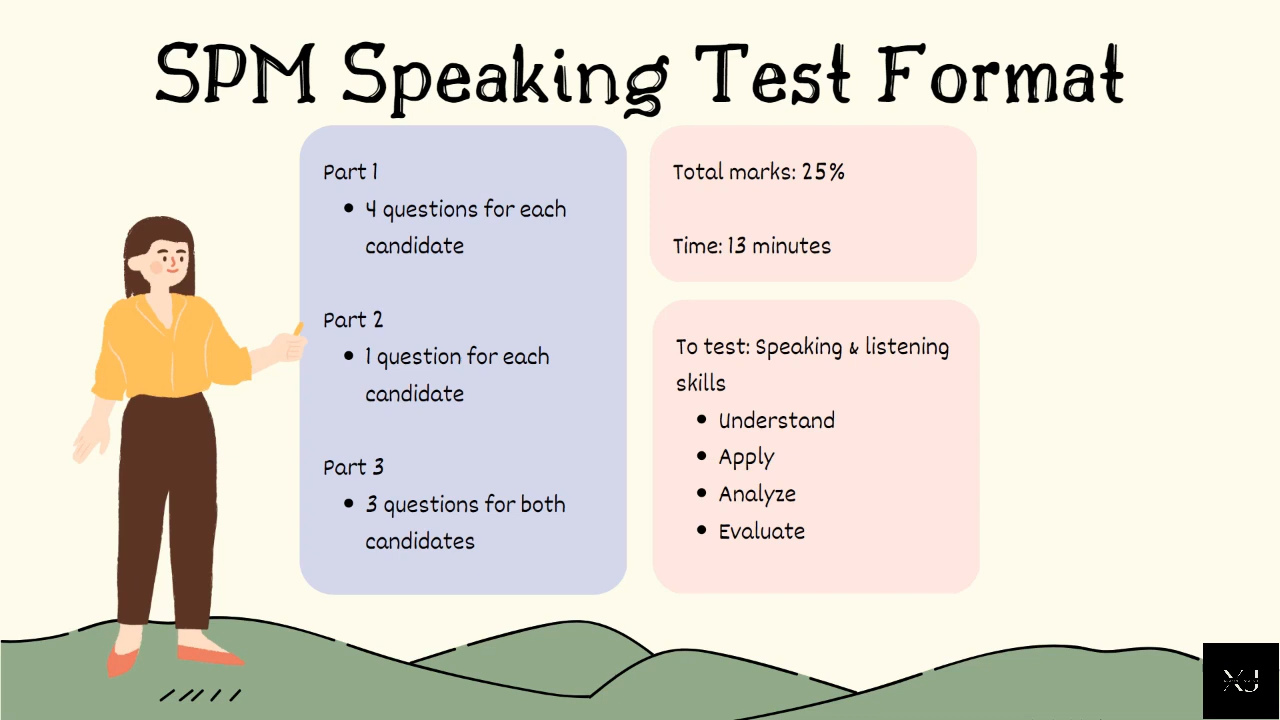 SPM Speaking Test Format
Part 1
• 4 questions for each
candidate
Part 2
• 1 question for each
candidate
Part 3
• 3 questions for both
candidates
Total marks: 25%
Time: 13 minutes
To test: Speaking & listening
skills
• Understand
• Apply
• Analyze
• Evaluate
XJ